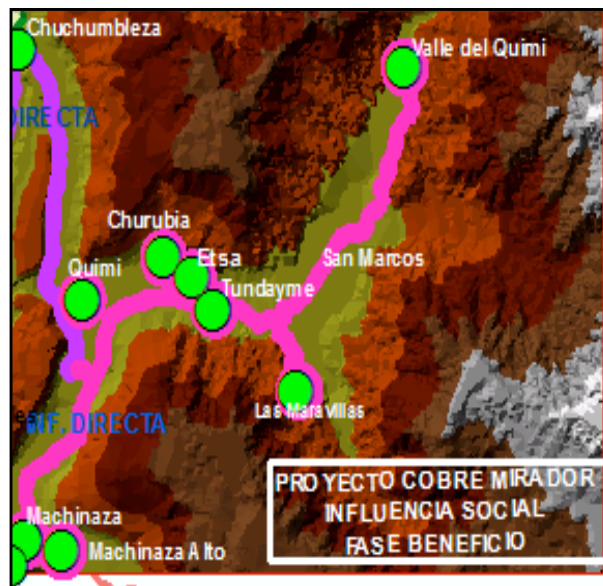 Chuchumbleza
Valle del Quimi
DIRECTA
Churubia
Etsa
San Marcos
Quimi
Tundayme
Las Maravillas
INF. DIRECTA
PROYECTO COBRE MIRADOR
INFLUENCIA SOCIAL
FASE BENEFICIO
Machinaza
Machinaza Alto